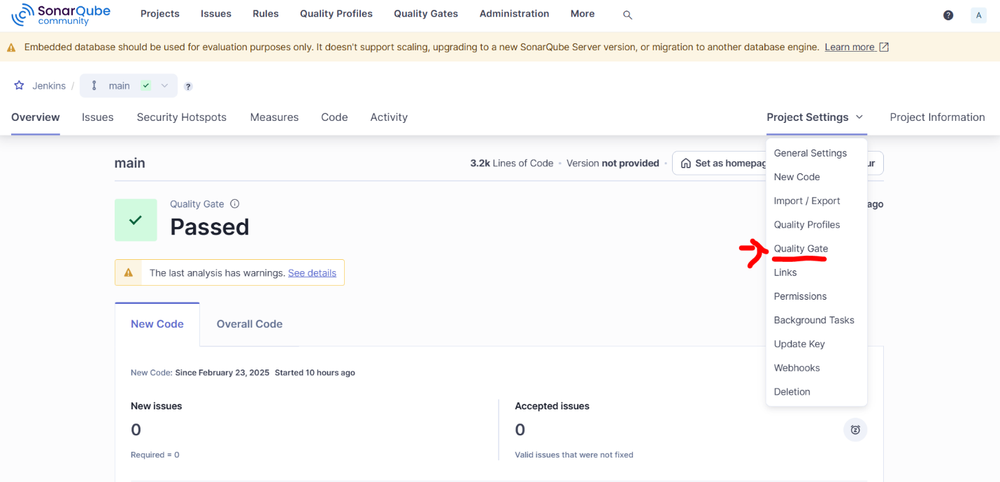 SonarQube community Projects Issues Rules Quality Profiles Quality Gates Administration More ? A
Embedded database should be used for evaluation purposes only. It doesn't support scaling, upgrading to a new SonarQube Server version, or migration to another database engine. Learn more
Jenkins / main ?
Overview Issues Security Hotspots Measures Code Activity Project Settings Project Information
main 3.2k Lines of Code • Version not provided • Set as homepag ur
General Settings
New Code
Import / Export
Quality Profiles
Quality Gate
Links
Permissions
Background Tasks
Update Key
Webhooks
Deletion
Quality Gate ago
Passed
The last analysis has warnings. See details
New Code Overall Code
New Code: Since February 23, 2025 Started 10 hours ago
New issues Accepted issues
0 0
Required = 0 Valid issues that were not fixed